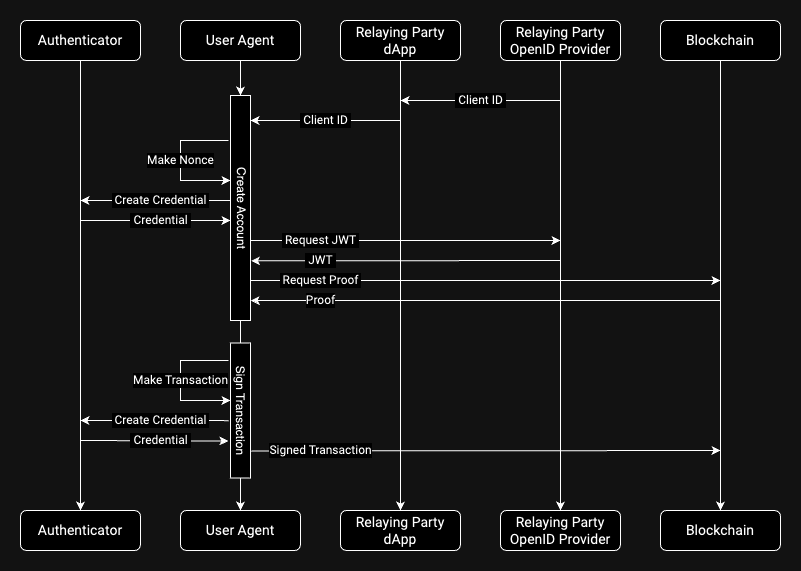 Authenticator
User Agent
Relaying Party
dApp
Relaying Party
OpenID Provider
Blockchain
Client ID
Client ID
Make Nonce
Create Credential
Credential
Create Account
Request JWT
JWT
Request Proof
Proof
Make Transaction
Create Credential
Credential
Sign Transaction
Signed Transaction
Authenticator
User Agent
Relaying Party
dApp
Relaying Party
OpenID Provider
Blockchain